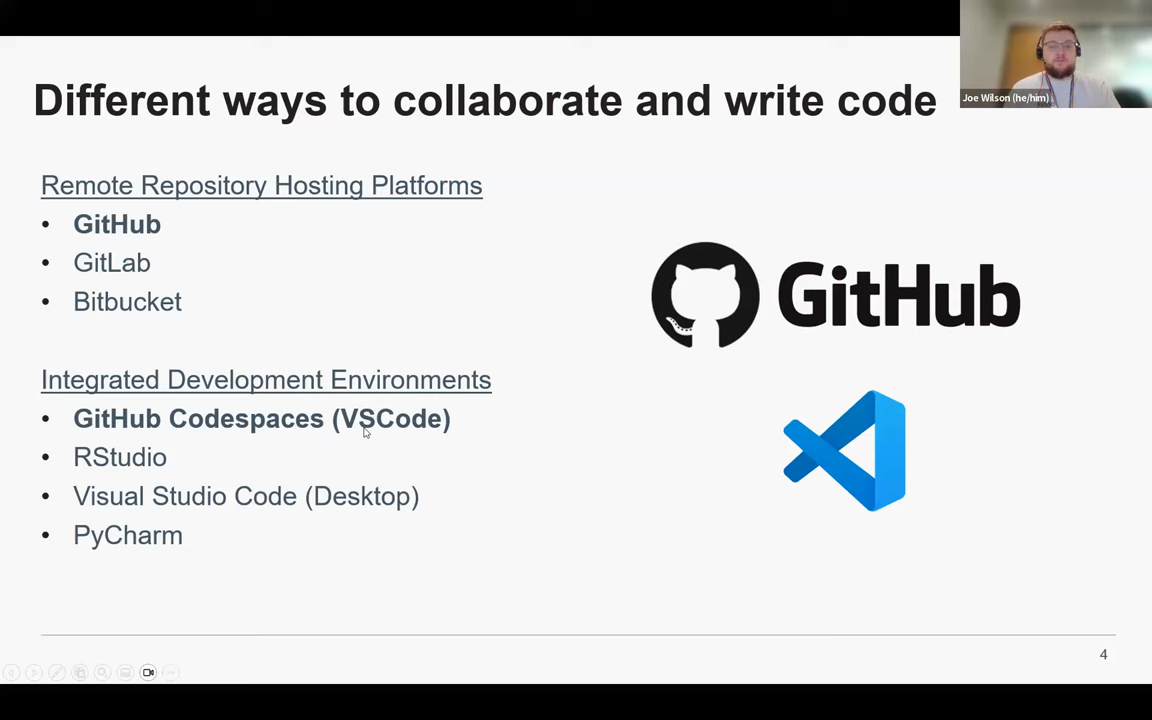 Different ways to collaborate and write code
Joe Wilson (he/him)
Remote Repository Hosting Platforms
• GitHub
• GitLab
• Bitbucket
GitHub
Integrated Development Environments
• GitHub Codespaces (VSCode)
• RStudio
• Visual Studio Code (Desktop)
• PyCharm
4